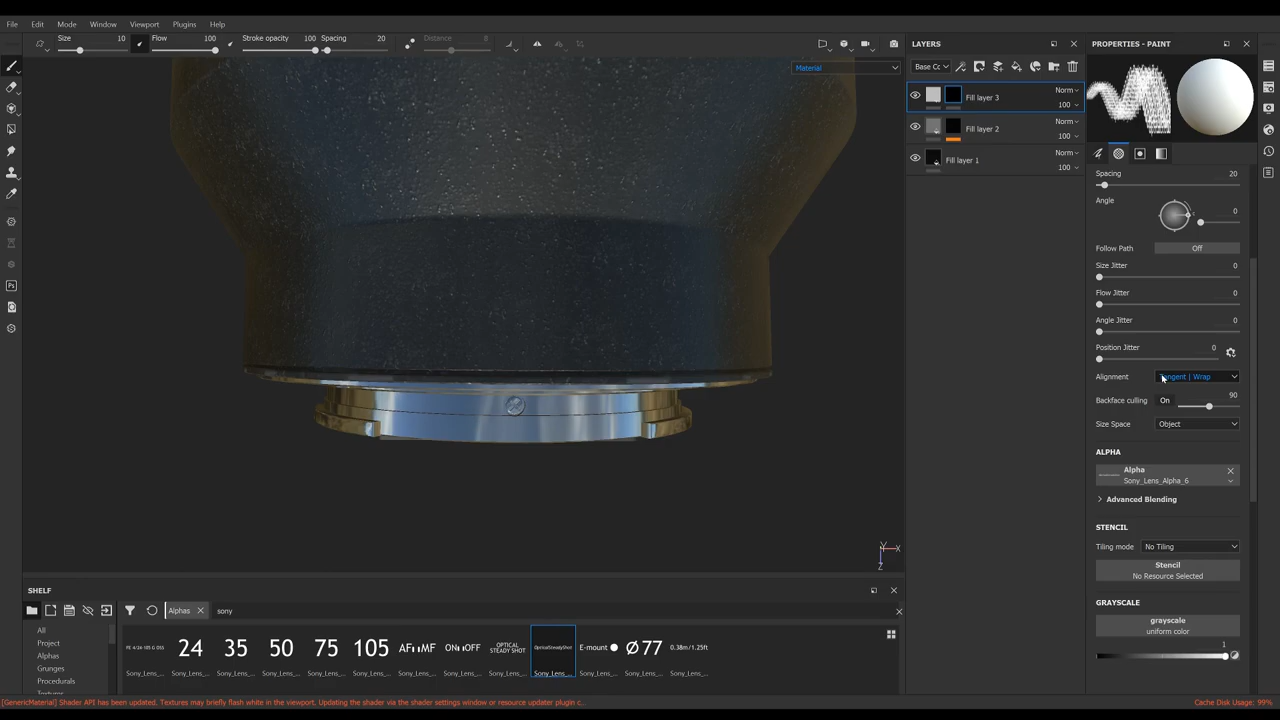 File Edit Mode Window Viewport Plugins Help
Size 10 Flow 100 Stroke opacity 100 Spacing 20 Distance 8
Material
LAYERS
Base Cc
Fill layer 3 Norm 100
Fill layer 2 Norm 100
Fill layer 1 Norm 100
PROPERTIES - PAINT
Spacing 20
Angle 0
Follow Path Off
Size Jitter 0
Flow Jitter 0
Angle Jitter 0
Position Jitter 0
Alignment Tangent | Wrap
Backface culling On 90
Size Space Object
ALPHA
Alpha
Sony_Lens_Alpha_6
Advanced Blending
STENCIL
Tiling mode No Tiling
Stencil
No Resource Selected
GRAYSCALE
grayscale
uniform color
1
Y X
Z
SHELF
Alphas sony
All
Project
Alphas
Grunges
Procedurals
Textures
24 35 50 75 105 AF MF ON OFF OPTICAL STEADY SHOT OpticalSteadyShot E-mount Ø77 0.38m/1.25ft
Sony_Lens_... Sony_Lens_... Sony_Lens_... Sony_Lens_... Sony_Lens_... Sony_Lens_... Sony_Lens_... Sony_Lens_... Sony_Lens_... Sony_Lens_... Sony_Lens_... Sony_Lens_...
[GenericMaterial] Shader API has been updated. Textures may briefly flash white in the viewport. Updating the shader settings window or resource updater plugin c...
Cache Disk Usage: 99%